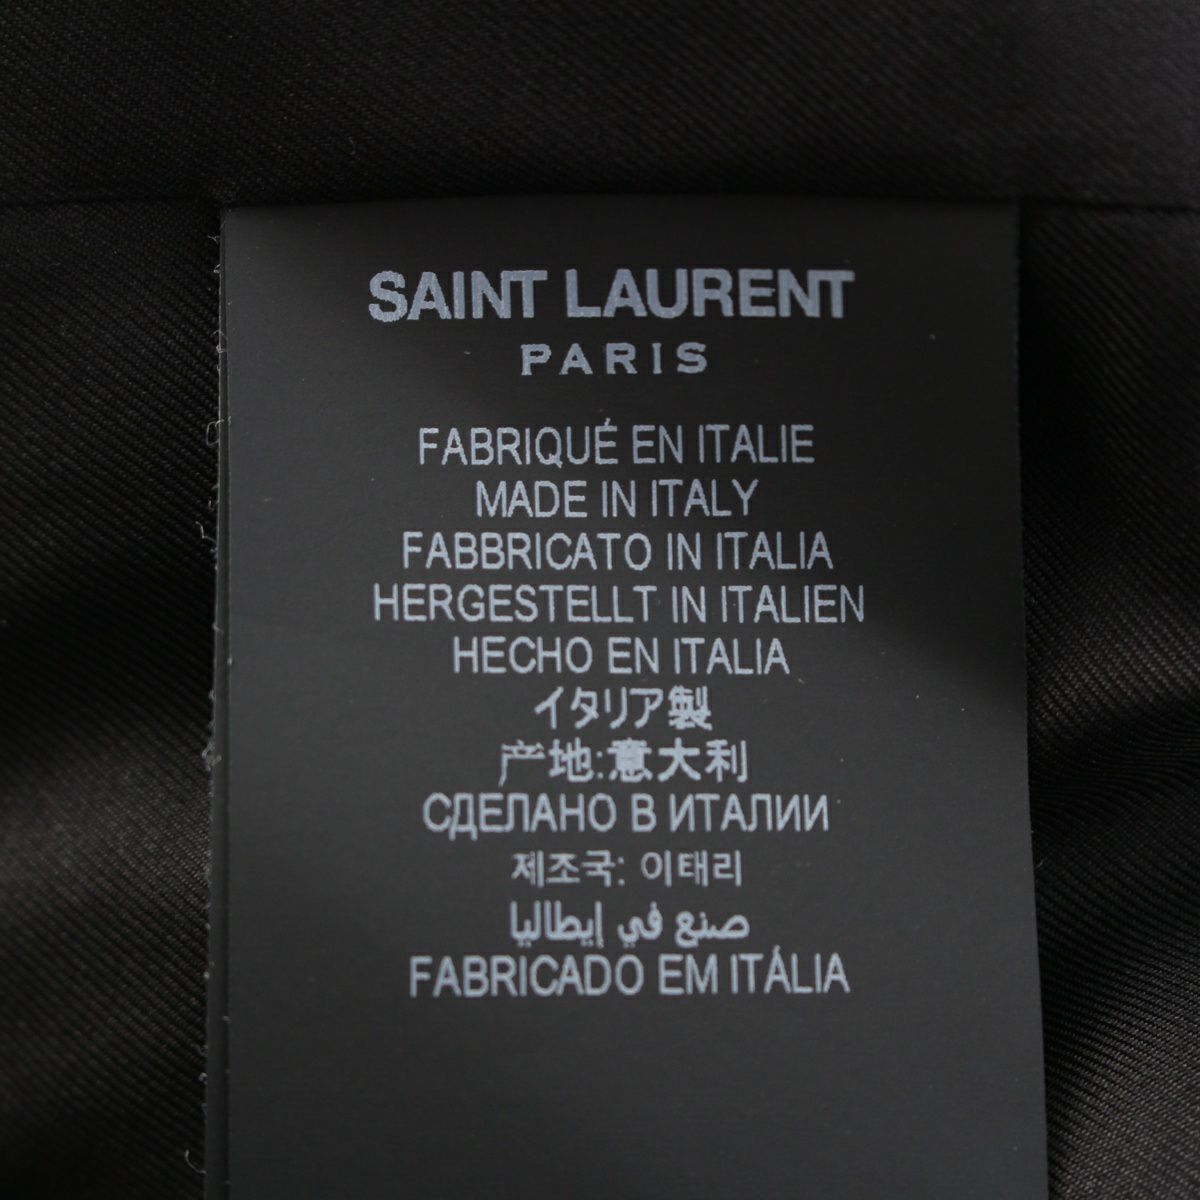 SAINT LAURENT
PARIS
FABRIQUÉ EN ITALIE
MADE IN ITALY
FABBRICATO IN ITALIA
HERGESTELLT IN ITALIEN
HECHO EN ITALIA
イタリア製
产地:意大利
СДЕЛАНО В ИТАЛИИ
제조국: 이태리
صنع في إيطاليا
FABRICADO EM ITÁLIA